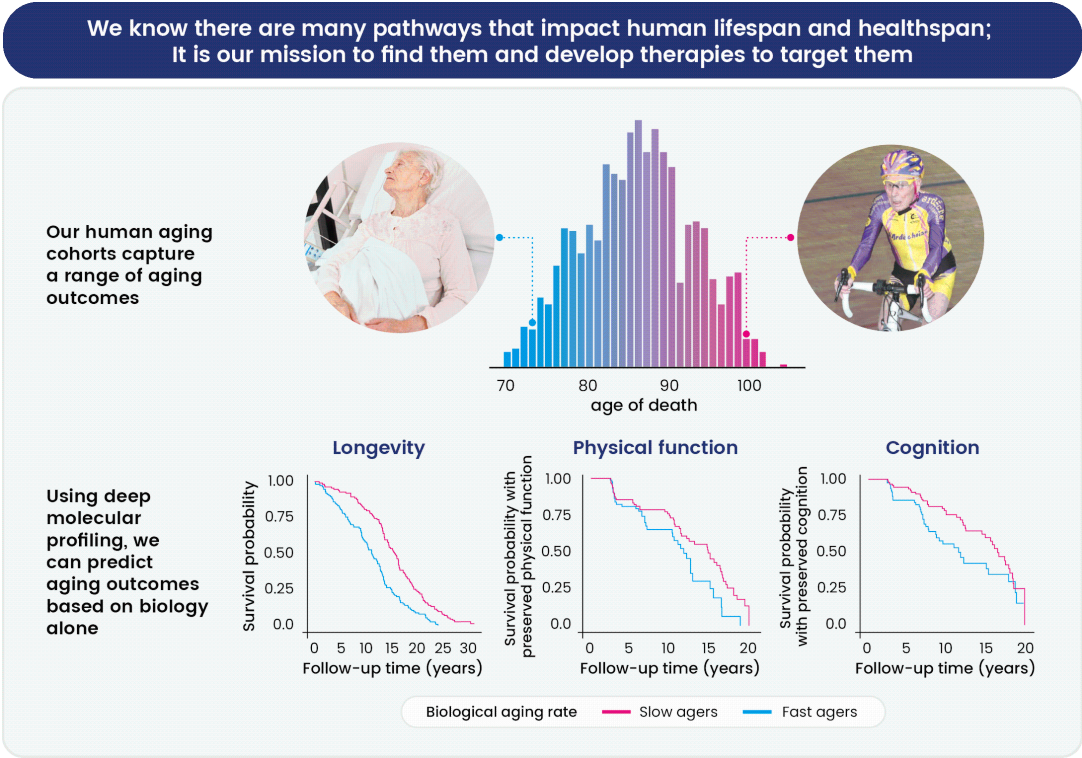 We know there are many pathways that impact human lifespan and healthspan;
It is our mission to find them and develop therapies to target them
Our human aging
cohorts capture
a range of aging
outcomes
70 80 90 100
age of death
Using deep
molecular
profiling, we
can predict
aging outcomes
based on biology
alone
Longevity
Survival probability
1.00
0.75
0.50
0.25
0.0
0 5 10 15 20 25 30
Follow-up time (years)
Physical function
Survival probability with
preserved physical function
1.00
0.75
0.50
0.25
0.0
0 5 10 15 20
Follow-up time (years)
Cognition
Survival probability
with preserved cognition
1.00
0.75
0.50
0.25
0.0
0 5 10 15 20
Follow-up time (years)
Biological aging rate Slow agers Fast agers